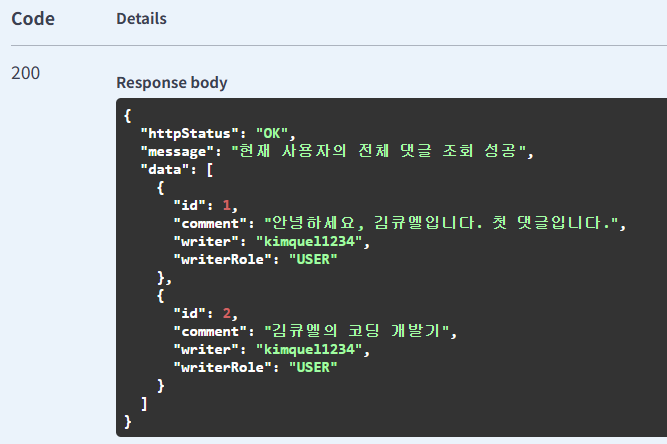 Code Details
200
Response body
{
"httpStatus": "OK",
"message": "현재 사용자의 전체 댓글 조회 성공",
"data": [
{
"id": 1,
"comment": "안녕하세요, 김큐엘입니다. 첫 댓글입니다.",
"writer": "kimquel1234",
"writerRole": "USER"
},
{
"id": 2,
"comment": "김큐엘의 코딩 개발기",
"writer": "kimquel1234",
"writerRole": "USER"
}
]
}